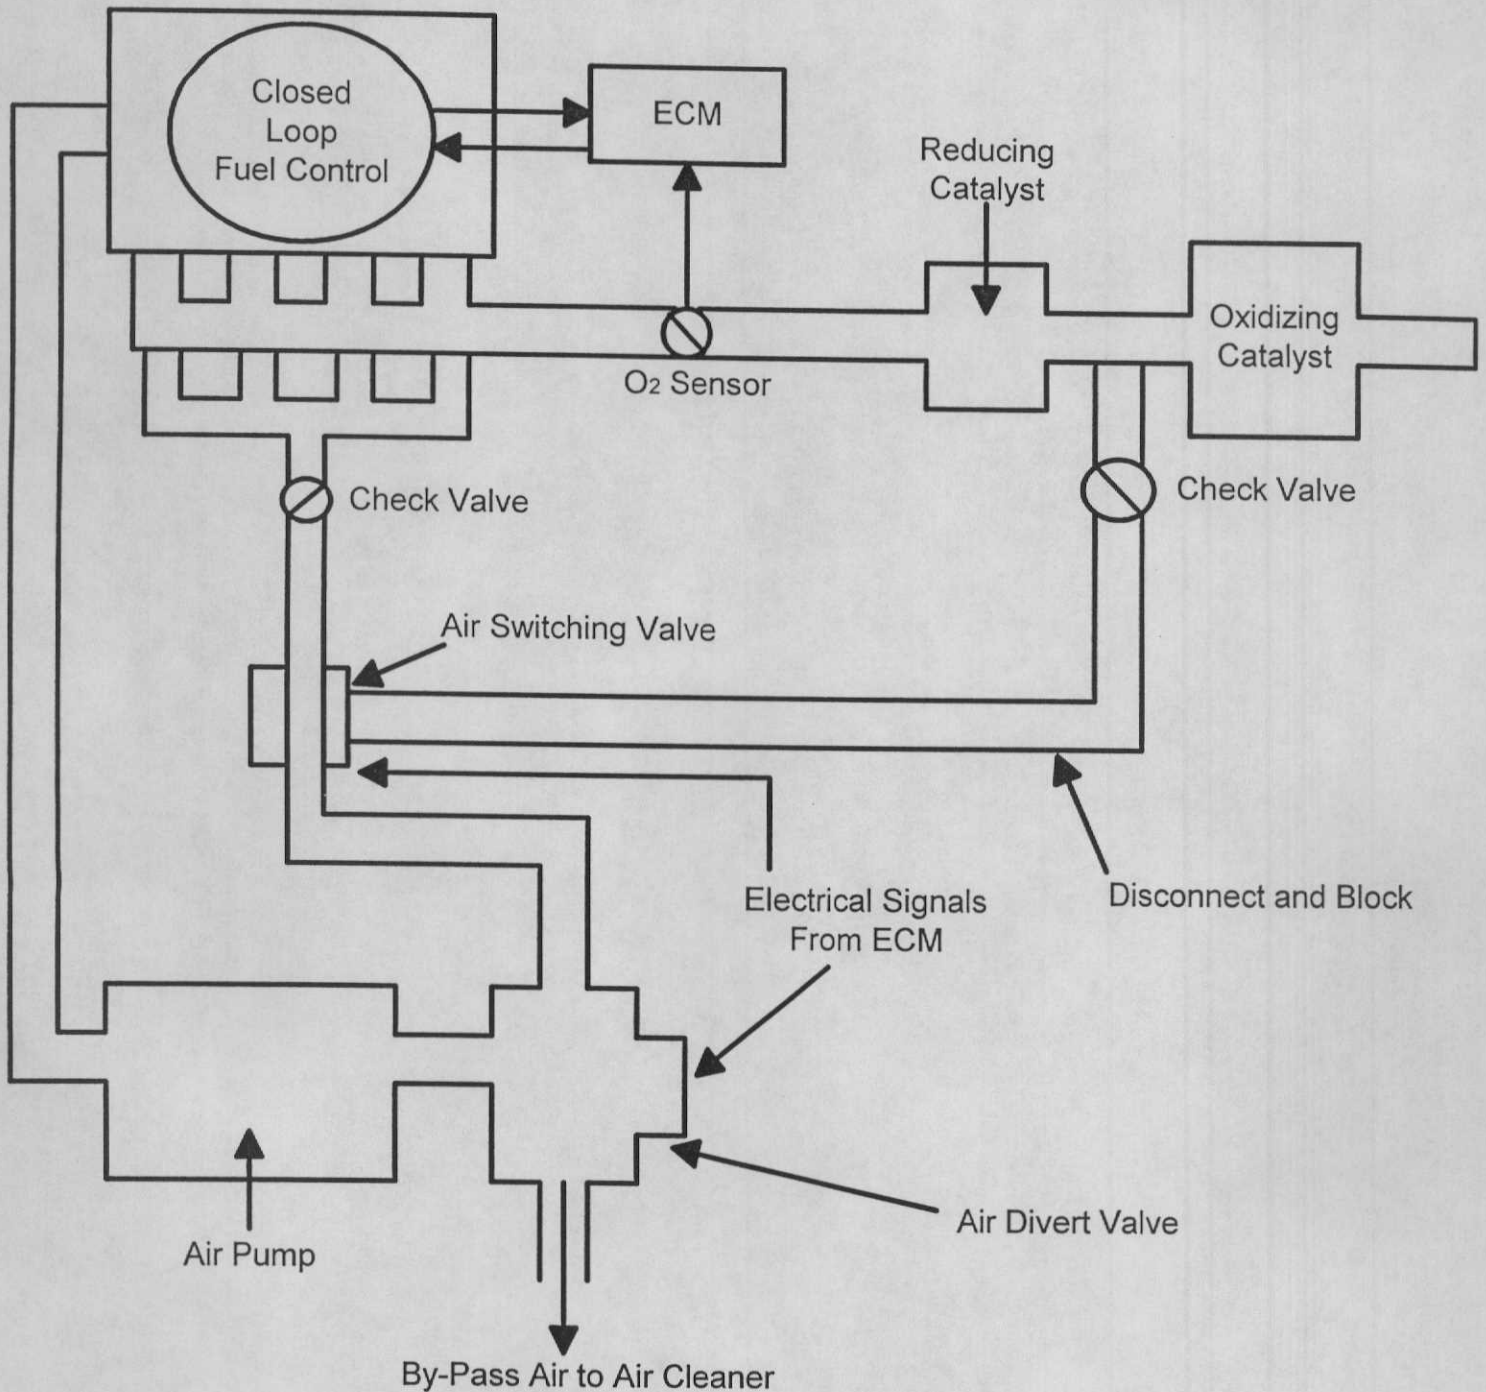 Closed
Loop
Fuel Control
ECM
Reducing
Catalyst
Oxidizing
Catalyst
O2 Sensor
Check Valve
Check Valve
Air Switching Valve
Electrical Signals
From ECM
Disconnect and Block
Air Divert Valve
Air Pump
By-Pass Air to Air Cleaner